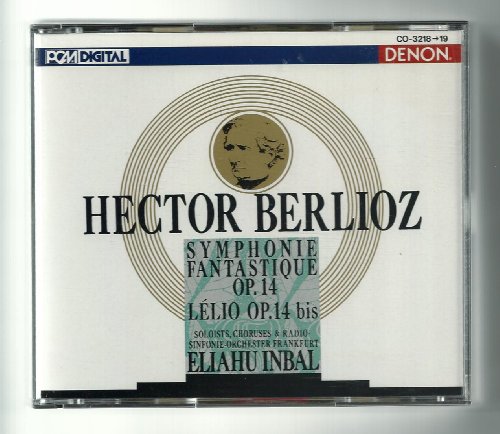 PCM DIGITAL
CO-3218→19
DENON
HECTOR BERLIOZ
SYMPHONIE
FANTASTIQUE
OP.14
LÉLIO OP.14 bis
SOLOISTS, CHORUSES & RADIO-
SINFONIE-ORCHESTER FRANKFURT
ELIAHU INBAL